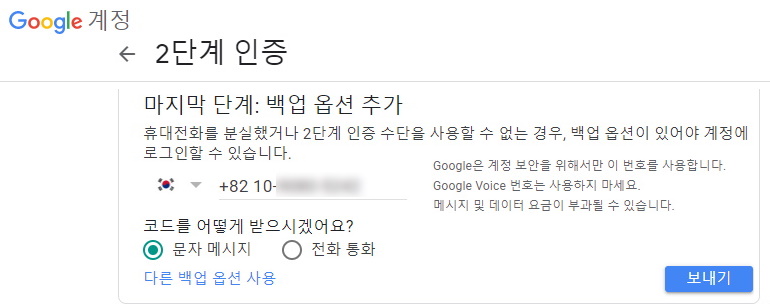 Google 계정
2단계 인증
마지막 단계: 백업 옵션 추가
휴대전화를 분실했거나 2단계 인증 수단을 사용할 수 없는 경우, 백업 옵션이 있어야 계정에
로그인할 수 있습니다.
Google은 계정 보안을 위해서만 이 번호를 사용합니다.
+82 10-
Google Voice 번호는 사용하지 마세요.
메시지 및 데이터 요금이 부과될 수 있습니다.
코드를 어떻게 받으시겠어요?
문자 메시지 전화 통화
다른 백업 옵션 사용 보내기